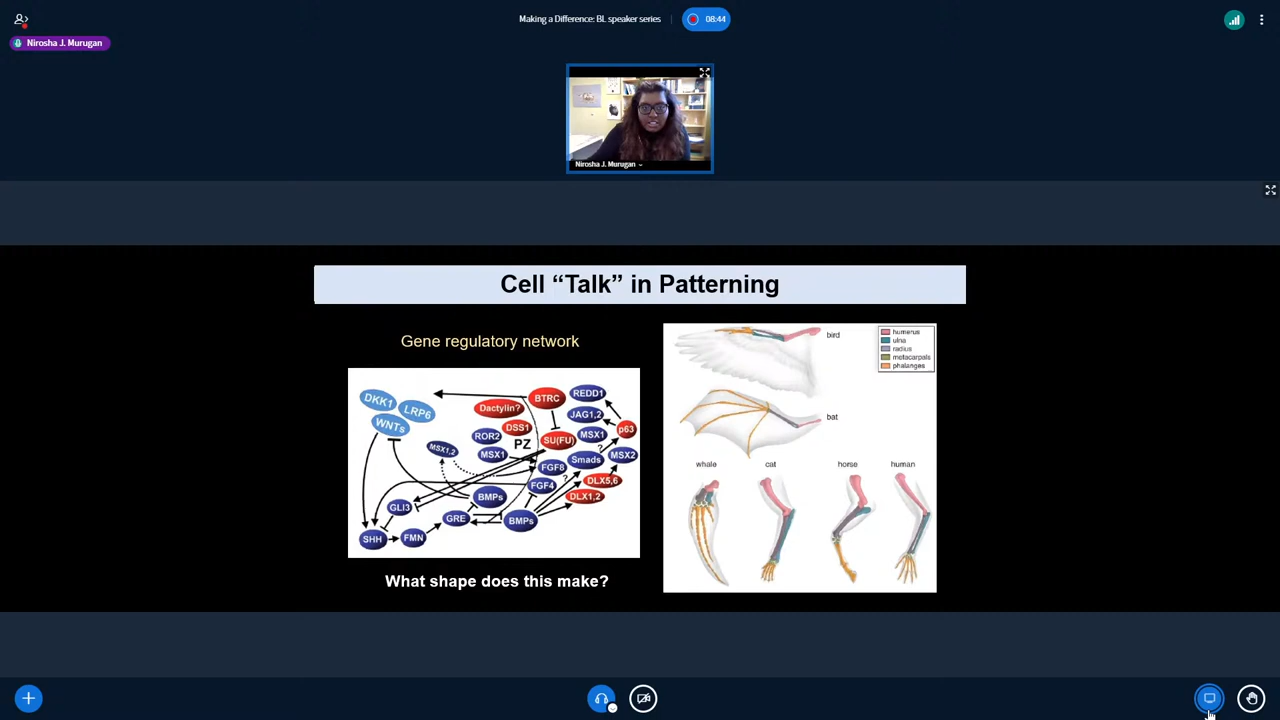 Making a Difference: BL speaker series
08:44
Nirosha J. Murugan
Nirosha J. Murugan
Cell “Talk” in Patterning
Gene regulatory network
DKK1
LRP6
WNTs
MSX1,2
GLI3
SHH
FMN
GRE
BMPs
BMPs
ROR2
MSX1
Dactylin?
DSS1
PZ
BTRC
SU(FU)
FGF8
FGF4
?
REDD1
JAG1,2
MSX1
p63
Smads
?
MSX2
DLX5,6
DLX1,2
What shape does this make?
bird
humerus
ulna
radius
metacarpals
phalanges
bat
whale
cat
horse
human